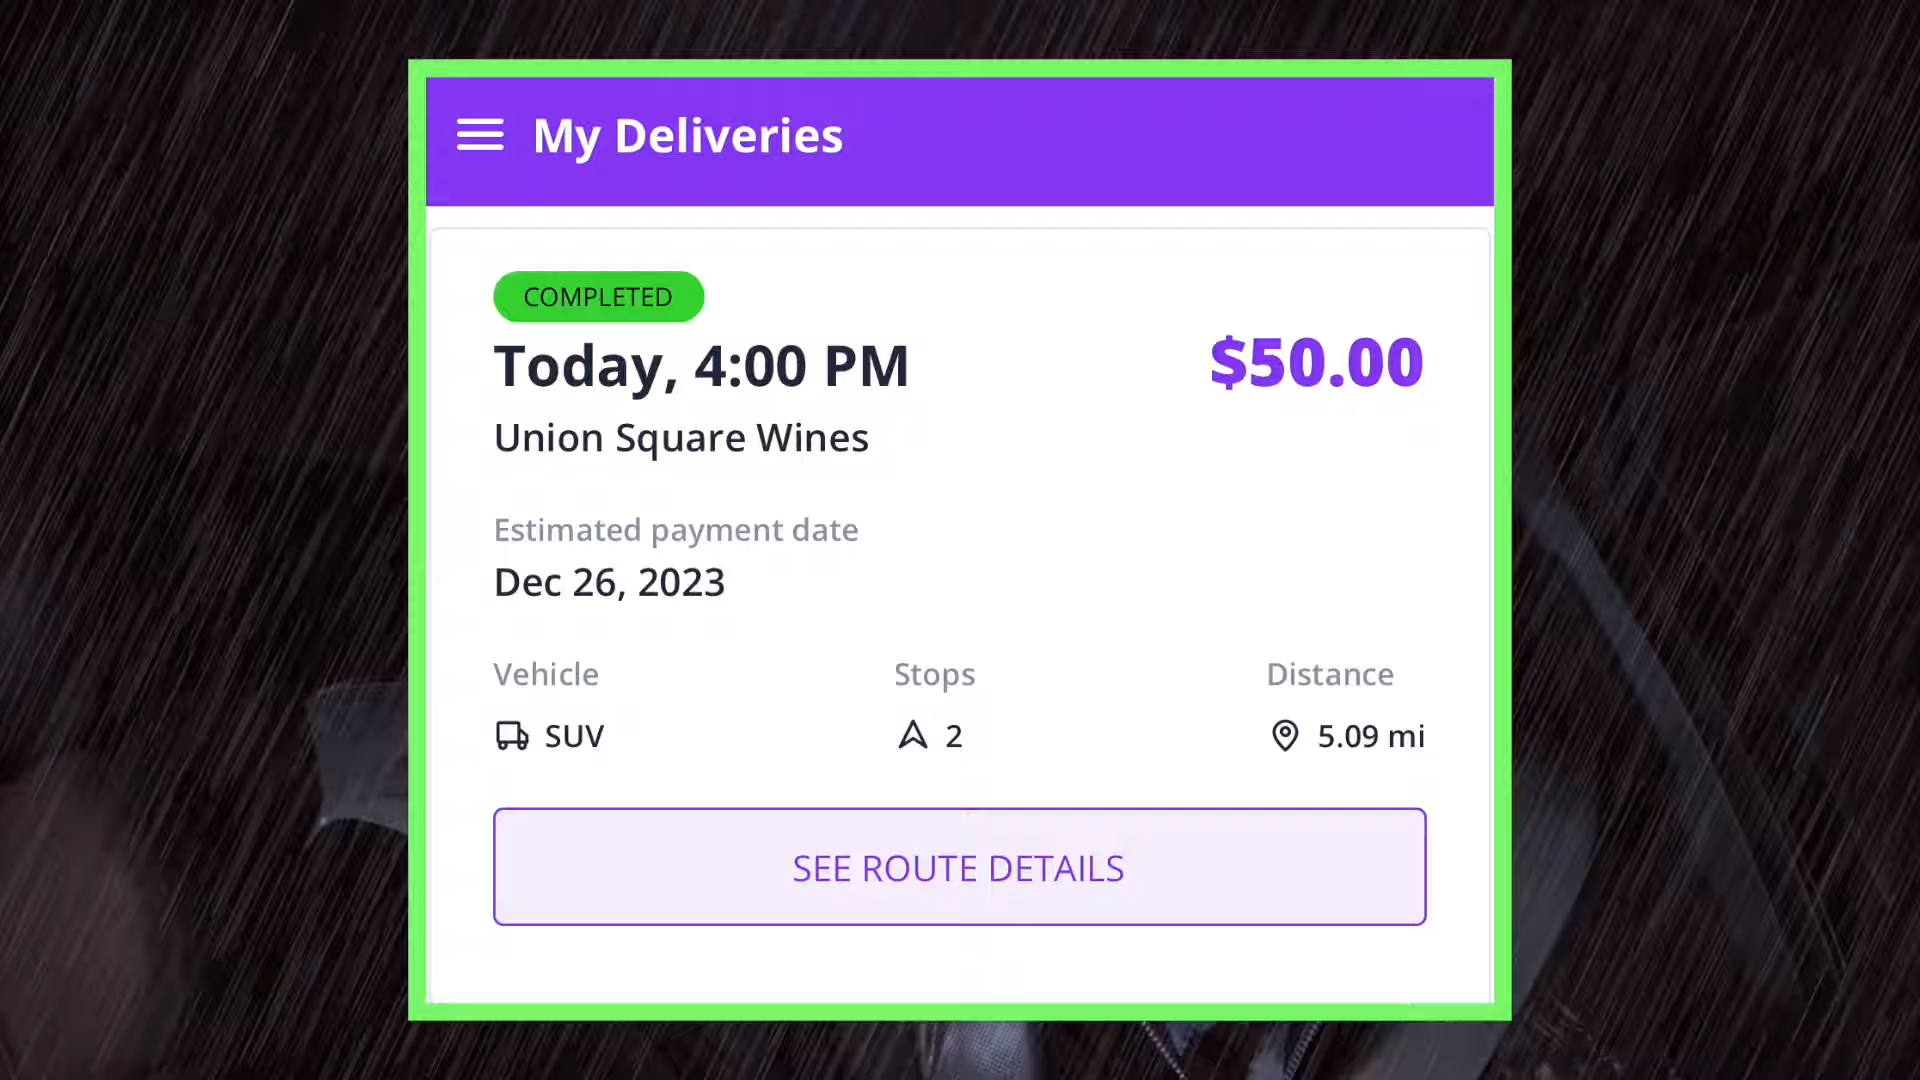 My Deliveries
COMPLETED
Today, 4:00 PM
$50.00
Union Square Wines
Estimated payment date
Dec 26, 2023
Vehicle
Stops
Distance
SUV
2
5.09 mi
SEE ROUTE DETAILS